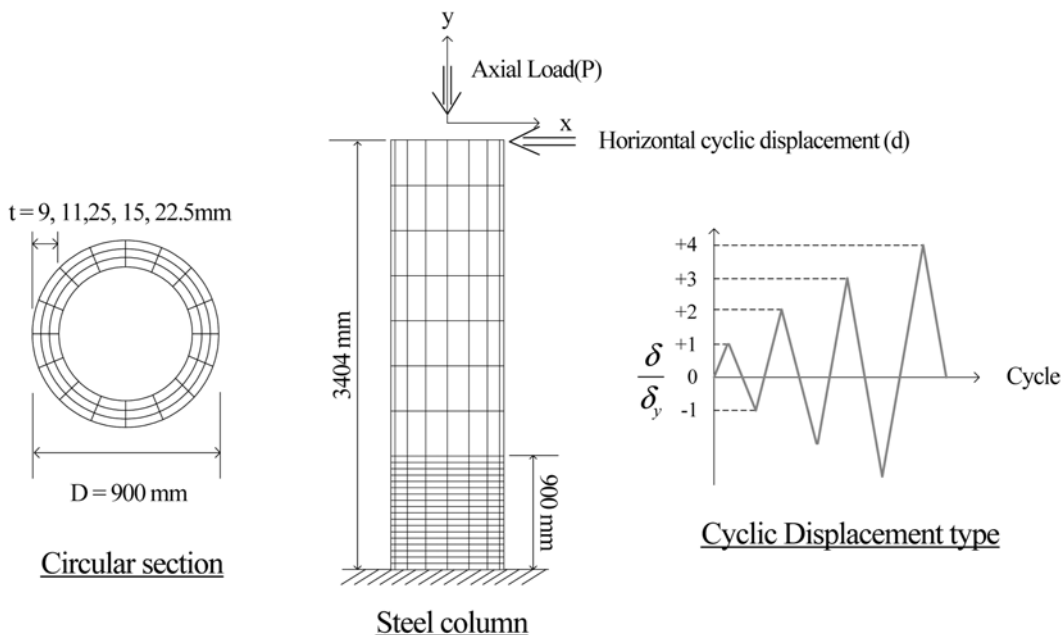 y
Axial Load(P)
x
Horizontal cyclic displacement (d)
t = 9, 11,25, 15, 22.5mm
D = 900 mm
Circular section
3404 mm
900 mm
Steel column
+4
+3
+2
+1
0
-1
δ
δy
Cycle
Cyclic Displacement type